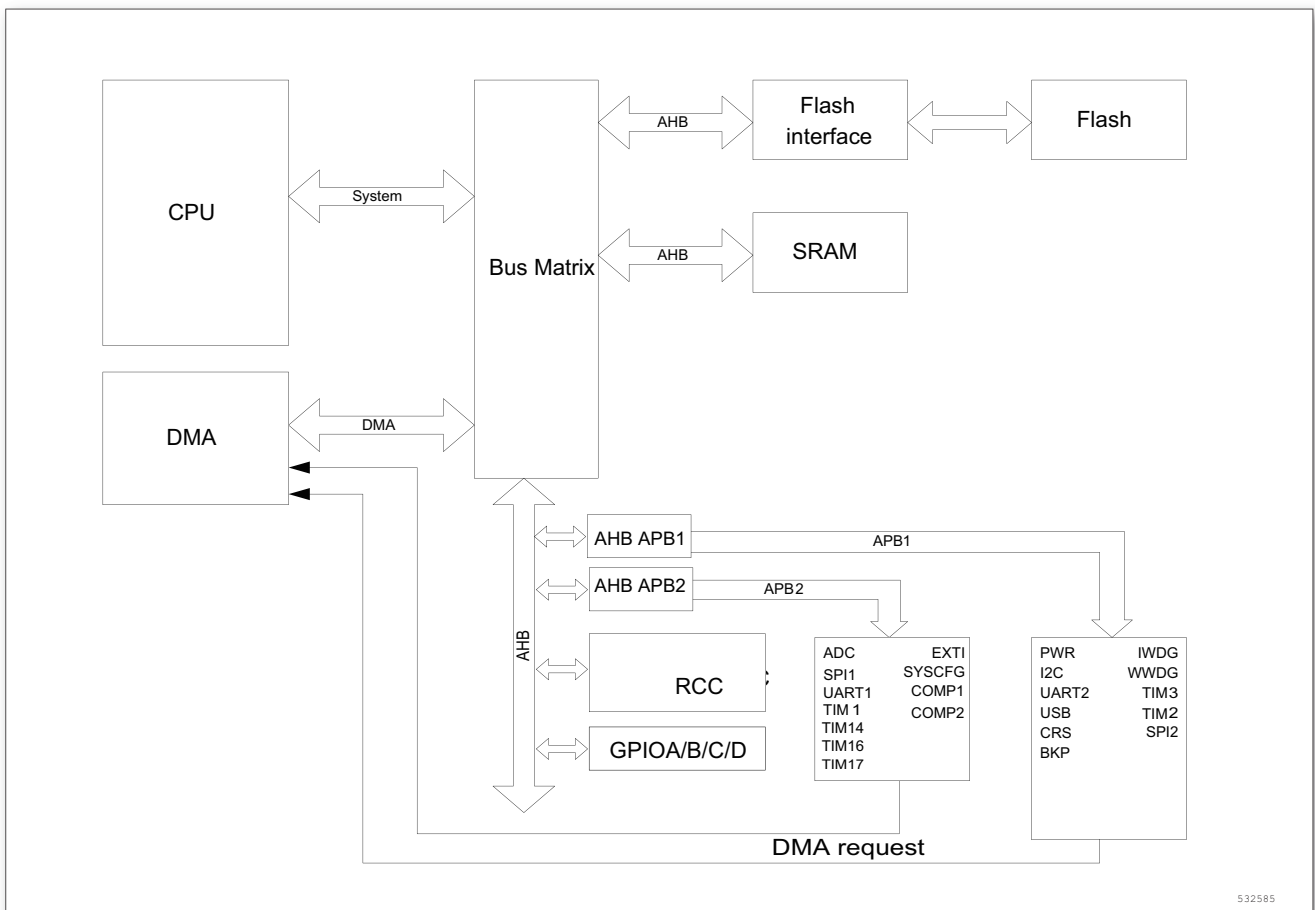 CPU
System
Bus Matrix
AHB
Flash
interface
Flash
AHB
SRAM
DMA
DMA
AHB
AHB APB1
APB1
AHB APB2
APB2
RCC
GPIOA/B/C/D
ADC
SPI1
UART1
TIM 1
TIM14
TIM16
TIM17
EXTI
SYSCFG
COMP1
COMP2
PWR
I2C
UART2
USB
CRS
BKP
IWDG
WWDG
TIM3
TIM2
SPI2
DMA request
532585